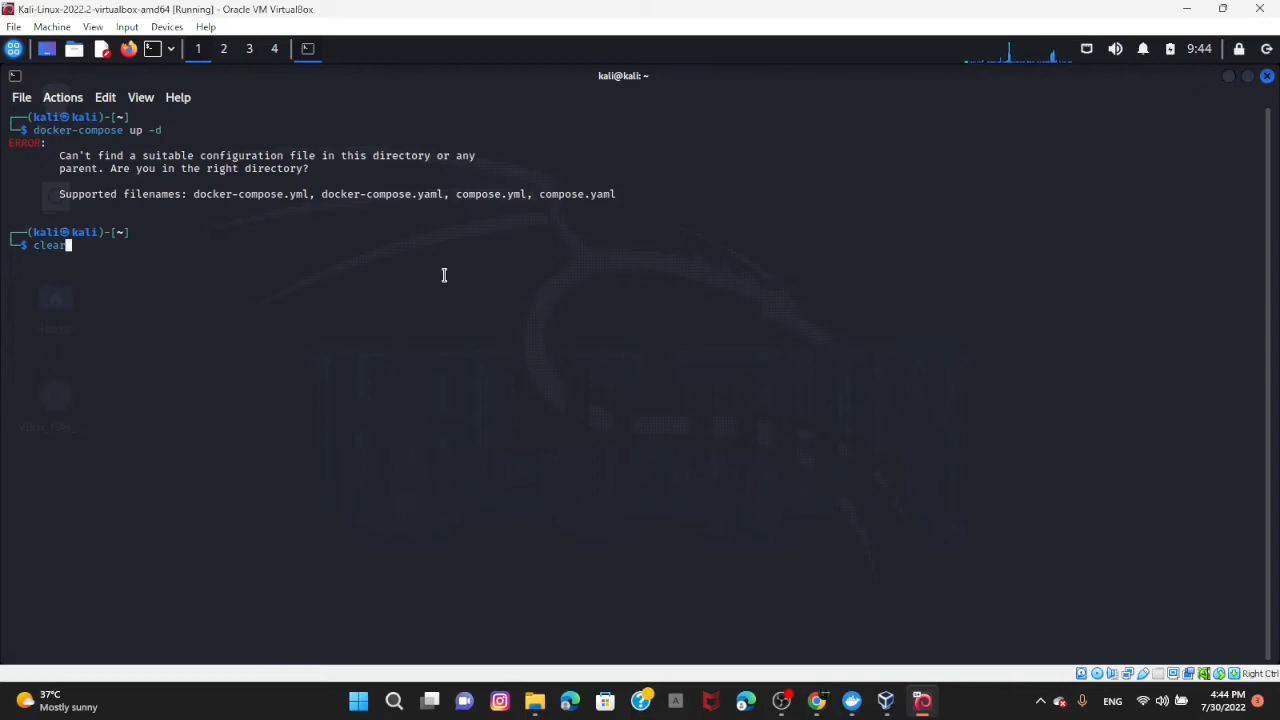 Kali-Linux-2022.2-virtualbox-amd64 [Running] - Oracle VM VirtualBox
File Machine View Input Devices Help
1 2 3 4 9:44
kali@kali: ~
File Actions Edit View Help
┌──(kali㉿kali)-[~]
└─$ docker-compose up -d
ERROR:
Can't find a suitable configuration file in this directory or any
parent. Are you in the right directory?
Supported filenames: docker-compose.yml, docker-compose.yaml, compose.yml, compose.yaml
┌──(kali㉿kali)-[~]
└─$ clear
Home
Right Ctrl
37°C
Mostly sunny
ENG
4:44 PM
7/30/2022